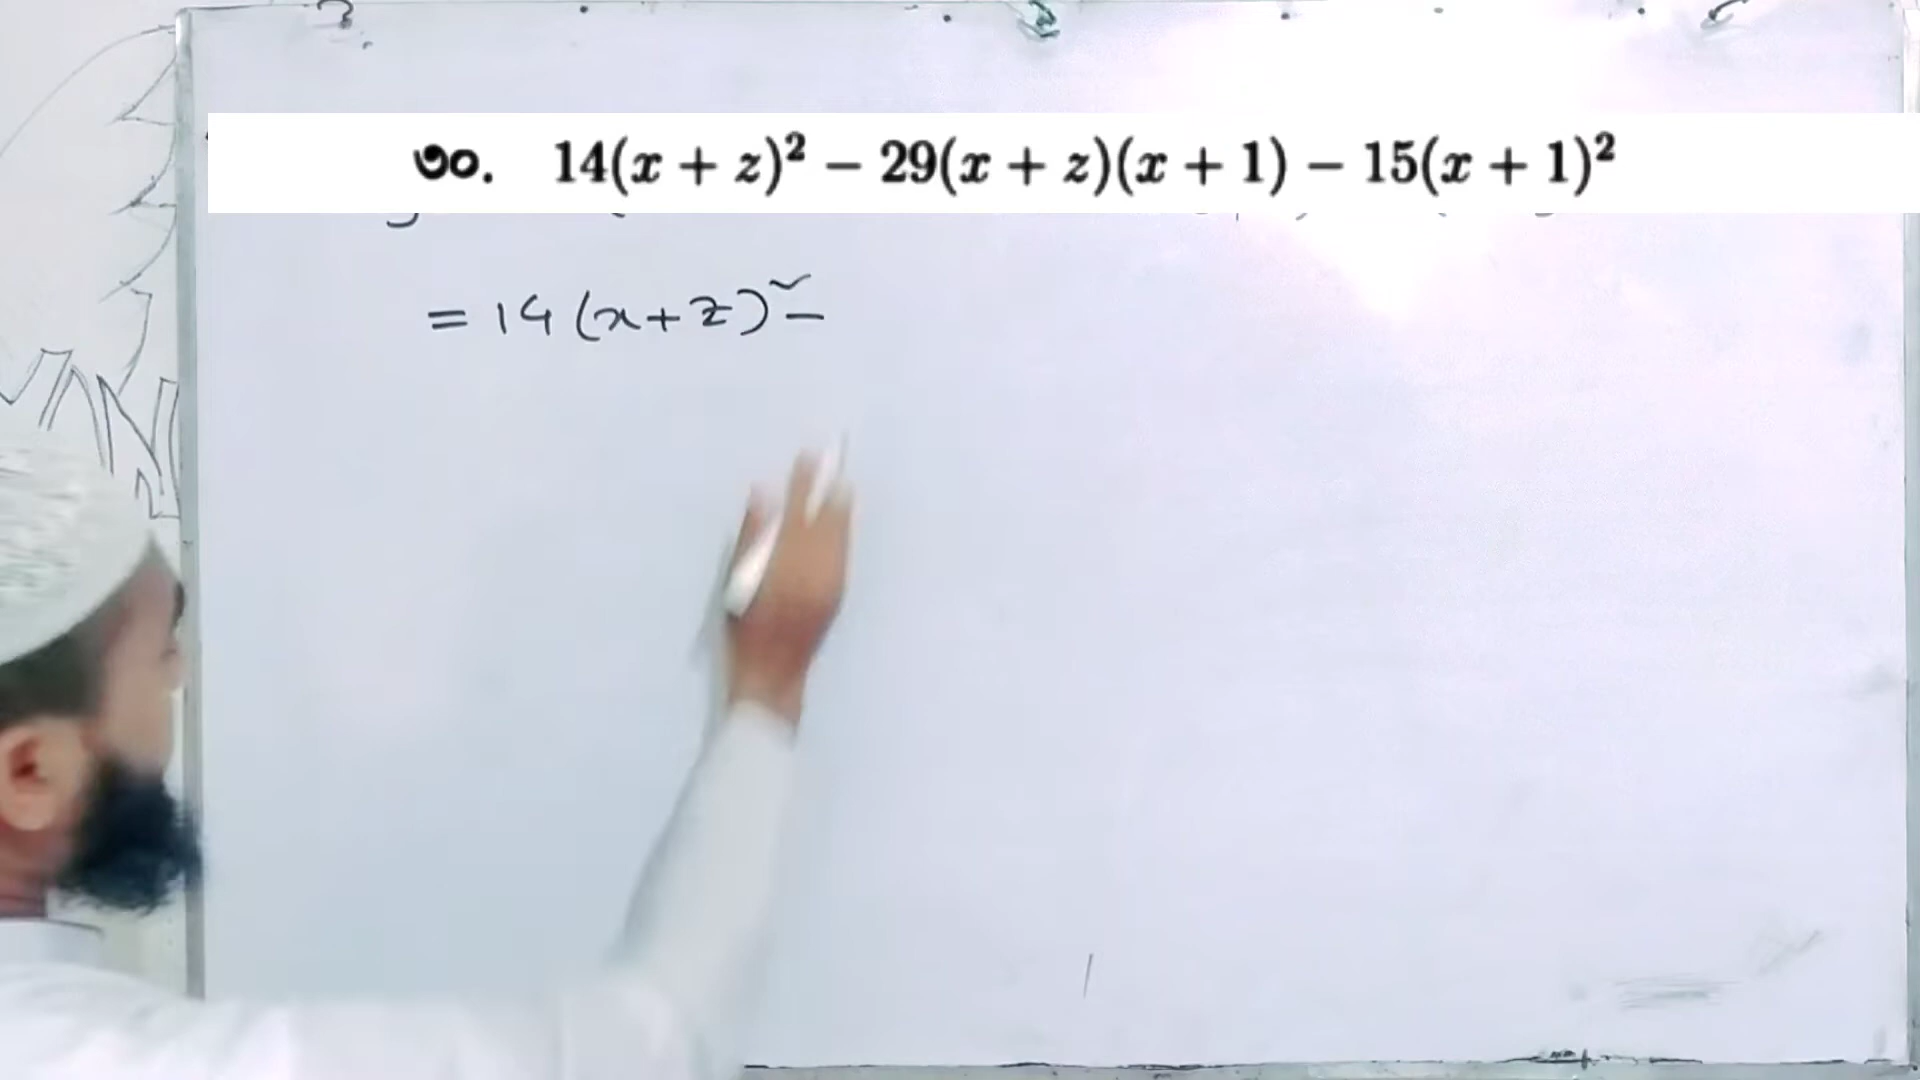 ৩০. 14(x + z)² − 29(x + z)(x + 1) − 15(x + 1)²
= 14 (x+z)² −